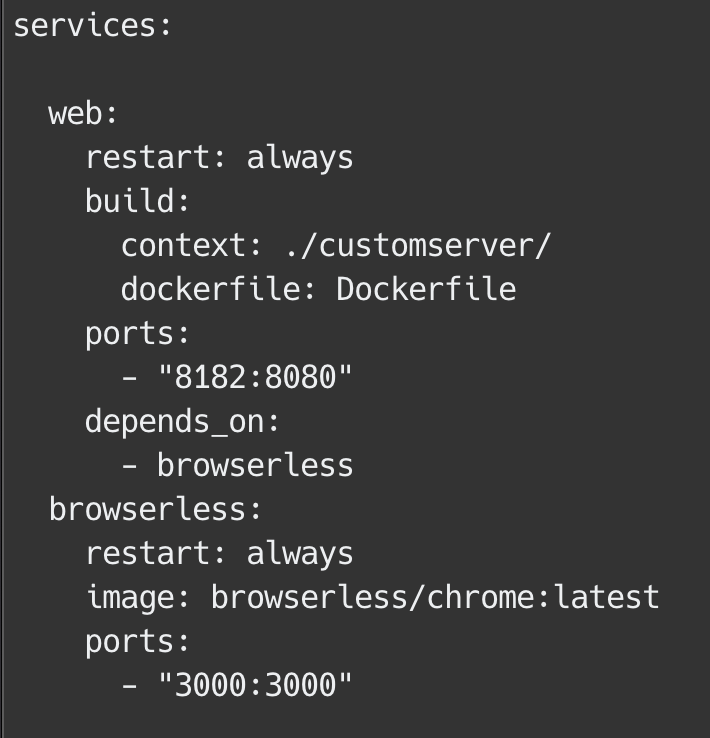 services:

  web:
    restart: always
    build:
      context: ./customserver/
      dockerfile: Dockerfile
    ports:
      - "8182:8080"
    depends_on:
      - browserless
  browserless:
    restart: always
    image: browserless/chrome:latest
    ports:
      - "3000:3000"